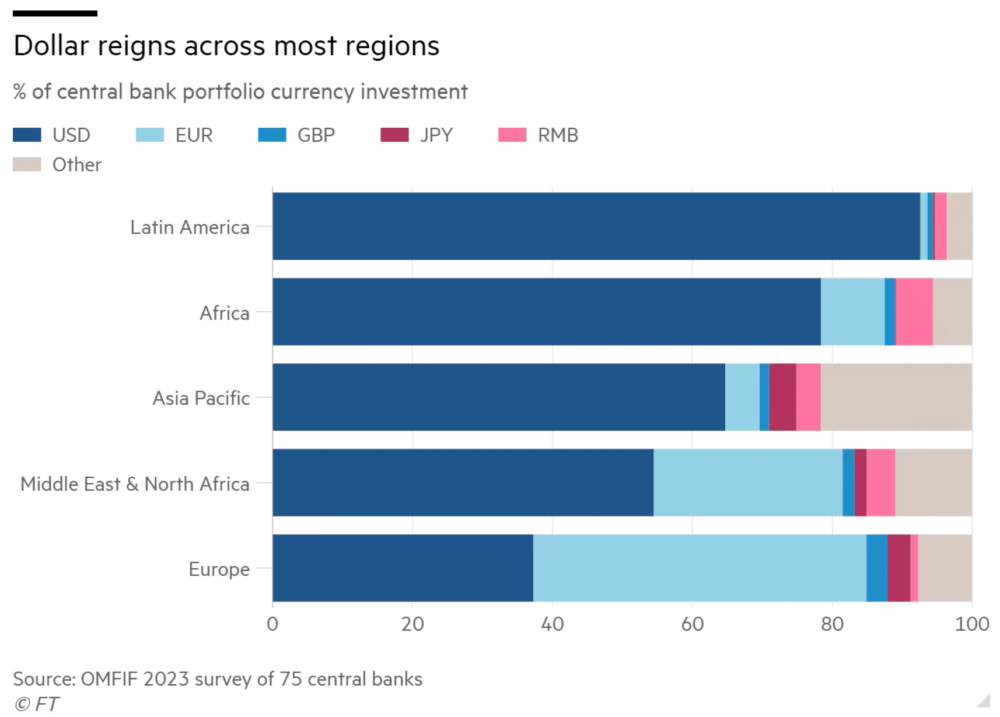 Dollar reigns across most regions
% of central bank portfolio currency investment
USD EUR GBP JPY RMB
Other
Latin America
Africa
Asia Pacific
Middle East & North Africa
Europe
0 20 40 60 80 100
Source: OMFIF 2023 survey of 75 central banks
© FT